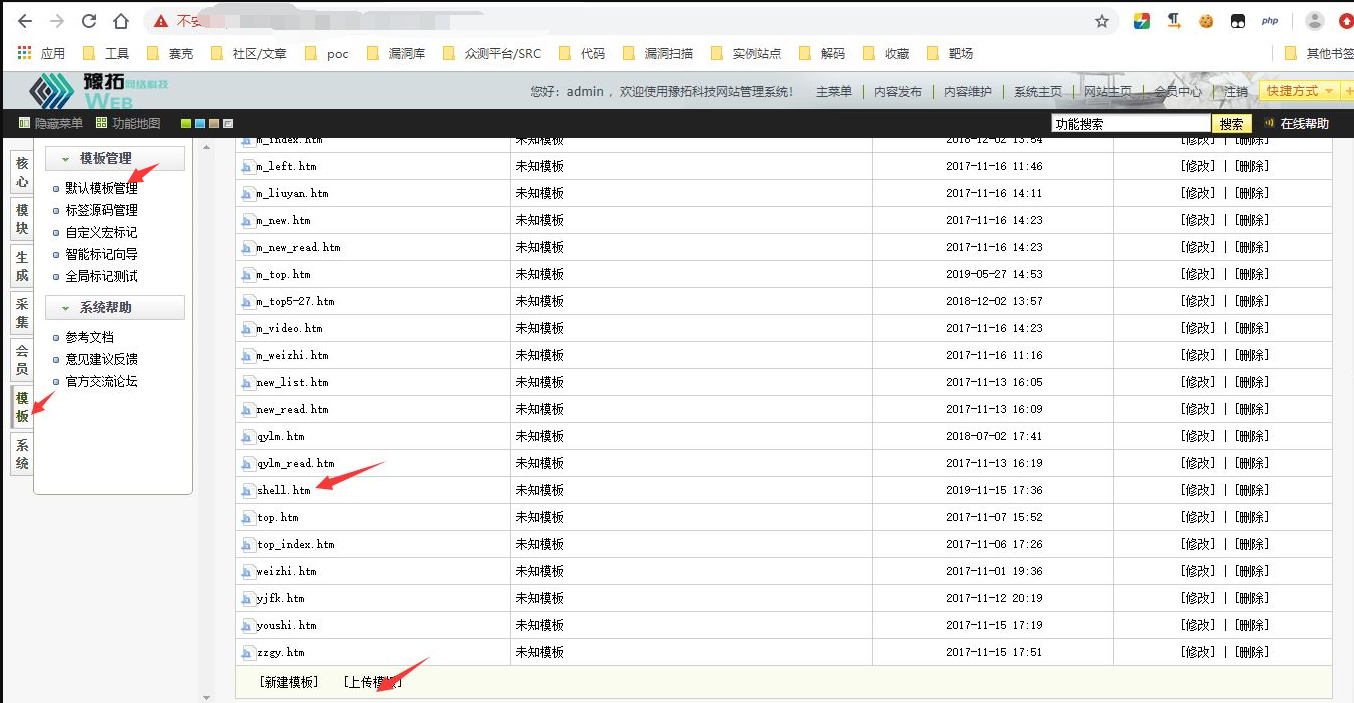 不安
应用 工具 赛克 社区/文章 poc 漏洞库 众测平台/SRC 代码 漏洞扫描 实例站点 解码 收藏 靶场 其他书签
php
豫拓网络科技
WEB
您好：admin ，欢迎使用豫拓科技网站管理系统！ 主菜单 内容发布 内容维护 系统主页 网站主页 会员中心 注销 快捷方式
隐藏菜单 功能地图 功能搜索 搜索 在线帮助
核心
模块
生成
采集
会员
模板
系统
模板管理
默认模板管理
标签源码管理
自定义宏标记
智能标记向导
全局标记测试
系统帮助
参考文档
意见建议反馈
官方交流论坛
m_index.htm 未知模板 2018-12-02 13:54 [修改] | [删除]
m_left.htm 未知模板 2017-11-16 11:46 [修改] | [删除]
m_liuyan.htm 未知模板 2017-11-16 14:11 [修改] | [删除]
m_new.htm 未知模板 2017-11-16 14:23 [修改] | [删除]
m_new_read.htm 未知模板 2017-11-16 14:23 [修改] | [删除]
m_top.htm 未知模板 2019-05-27 14:53 [修改] | [删除]
m_top5-27.htm 未知模板 2018-12-02 13:57 [修改] | [删除]
m_video.htm 未知模板 2017-11-16 14:23 [修改] | [删除]
m_weizhi.htm 未知模板 2017-11-16 11:16 [修改] | [删除]
new_list.htm 未知模板 2017-11-13 16:05 [修改] | [删除]
new_read.htm 未知模板 2017-11-13 16:09 [修改] | [删除]
qylm.htm 未知模板 2018-07-02 17:41 [修改] | [删除]
qylm_read.htm 未知模板 2017-11-13 16:19 [修改] | [删除]
shell.htm 未知模板 2019-11-15 17:36 [修改] | [删除]
top.htm 未知模板 2017-11-07 15:52 [修改] | [删除]
top_index.htm 未知模板 2017-11-06 17:26 [修改] | [删除]
weizhi.htm 未知模板 2017-11-01 19:36 [修改] | [删除]
yjfk.htm 未知模板 2017-11-12 20:19 [修改] | [删除]
youshi.htm 未知模板 2017-11-15 17:19 [修改] | [删除]
zzgy.htm 未知模板 2017-11-15 17:51 [修改] | [删除]
[新建模板] [上传模板]